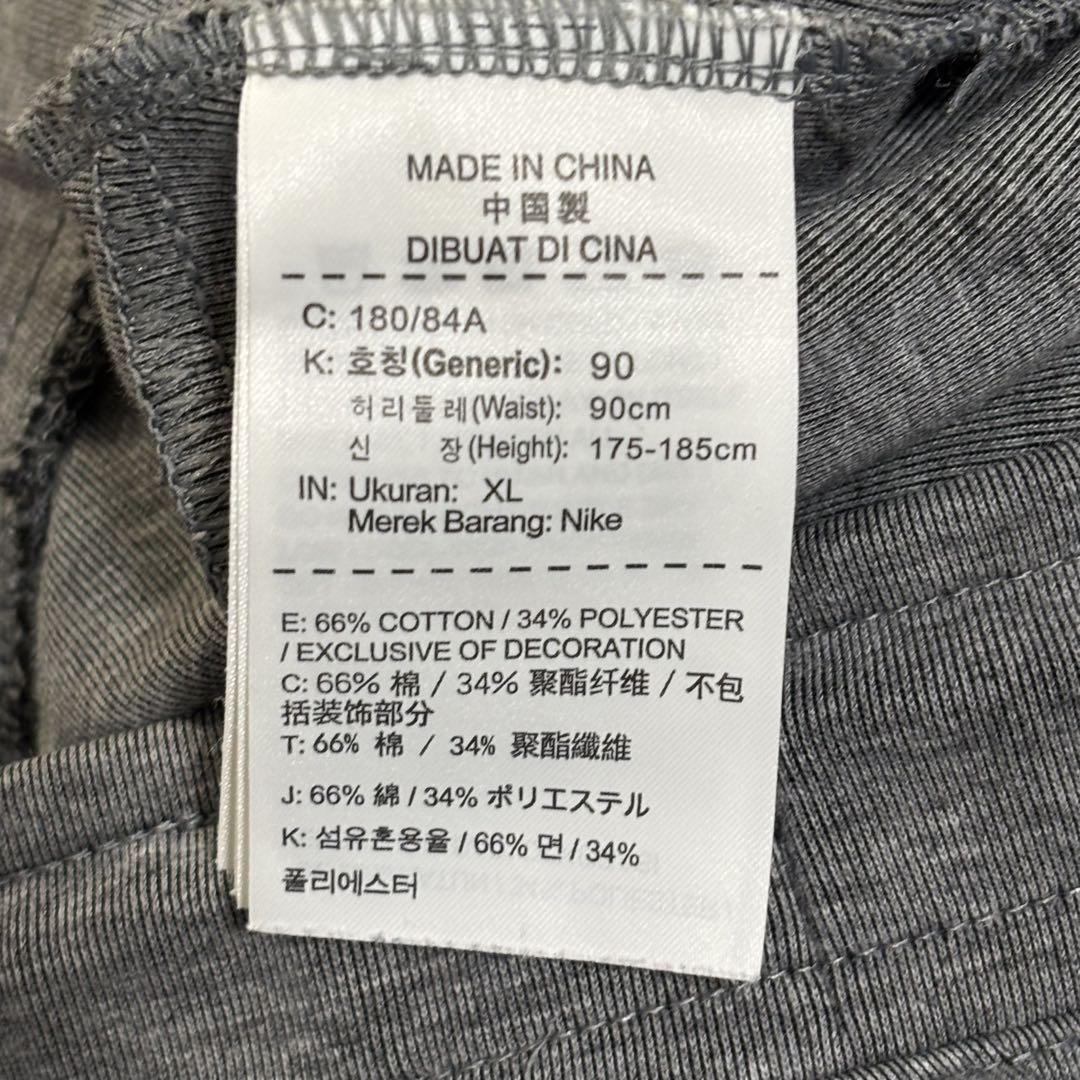 MADE IN CHINA
中国製
DIBUAT DI CINA
C: 180/84A
K: 호칭(Generic): 90
허리둘레(Waist): 90cm
신 장(Height): 175-185cm
IN: Ukuran: XL
Merek Barang: Nike
E: 66% COTTON / 34% POLYESTER
/ EXCLUSIVE OF DECORATION
C: 66% 棉 / 34% 聚酯纤维 / 不包
括装饰部分
T: 66% 棉 / 34% 聚酯纖維
J: 66% 綿 / 34% ポリエステル
K: 섬유혼용율 / 66% 면 / 34%
폴리에스터